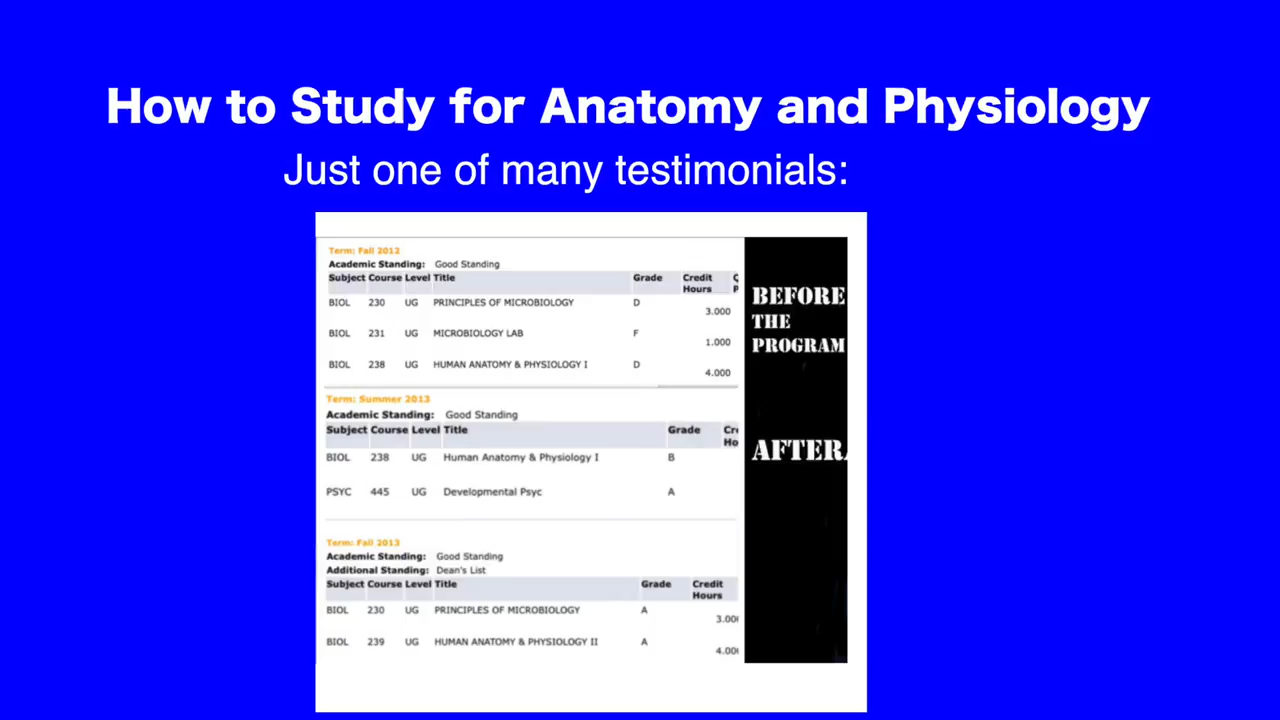 How to Study for Anatomy and Physiology
Just one of many testimonials:
Term: Fall 2012
Academic Standing: Good Standing
Subject Course Level Title Grade Credit Hours
BIOL 230 UG PRINCIPLES OF MICROBIOLOGY D 3.000
BIOL 231 UG MICROBIOLOGY LAB F 1.000
BIOL 238 UG HUMAN ANATOMY & PHYSIOLOGY I D 4.000
Term: Summer 2013
Academic Standing: Good Standing
Subject Course Level Title Grade
BIOL 238 UG Human Anatomy & Physiology I B
PSYC 445 UG Developmental Psyc A
Term: Fall 2013
Academic Standing: Good Standing
Additional Standing: Dean's List
Subject Course Level Title Grade Credit Hours
BIOL 230 UG PRINCIPLES OF MICROBIOLOGY A 3.00
BIOL 239 UG HUMAN ANATOMY & PHYSIOLOGY II A 4.00
BEFORE
THE
PROGRAM
AFTER